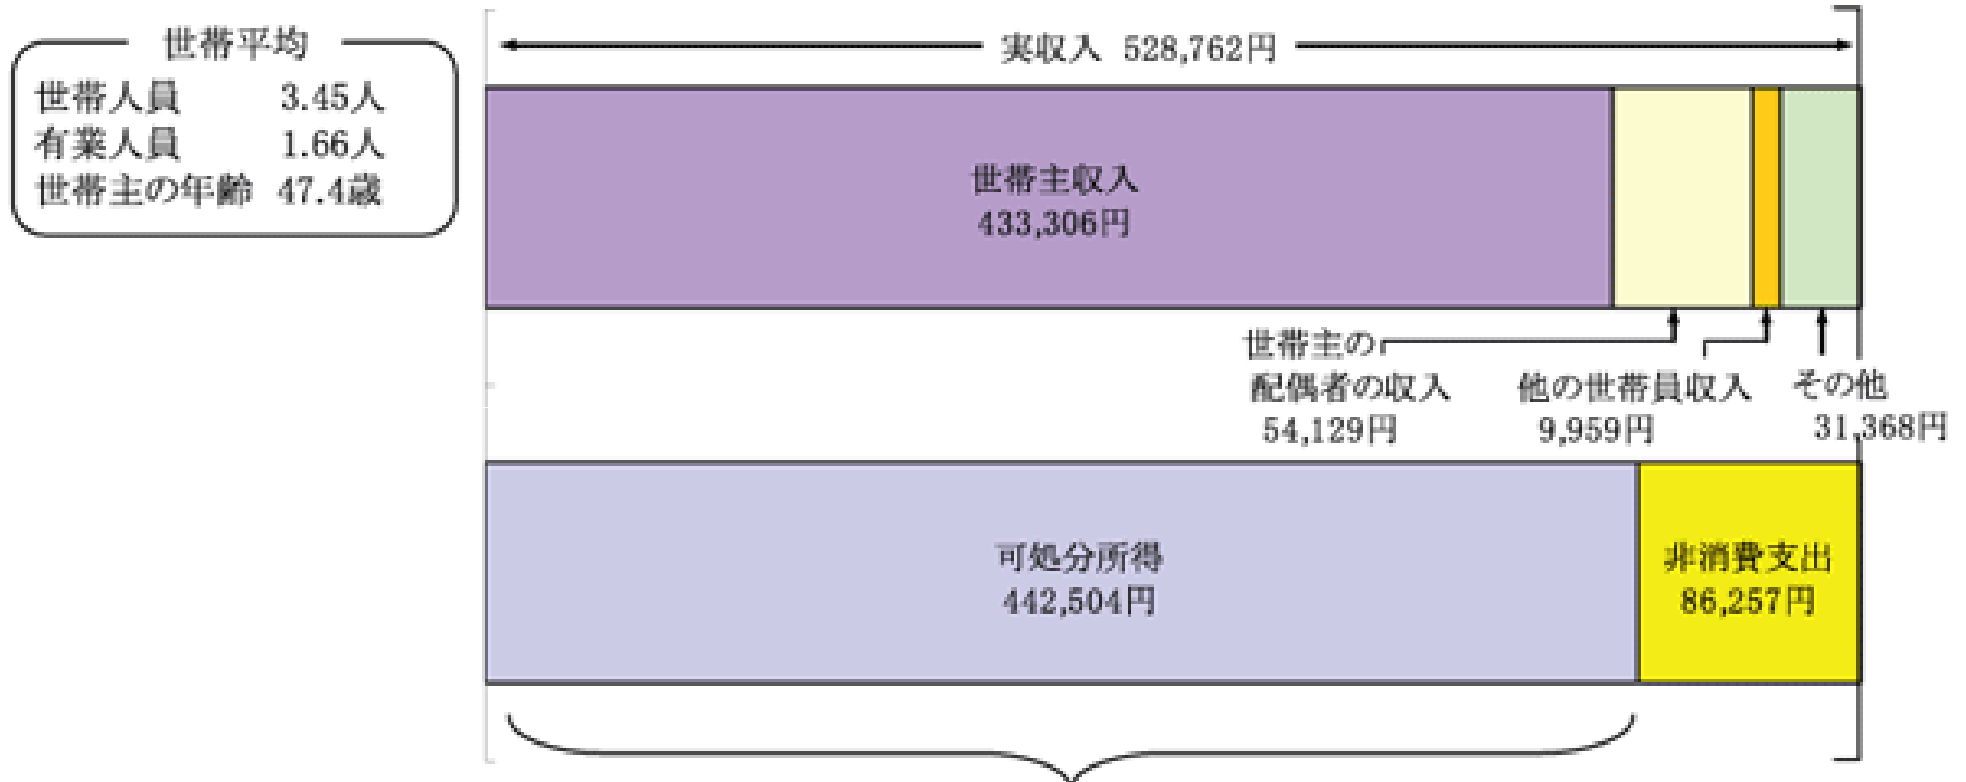 世帯平均
世帯人員 3.45人
有業人員 1.66人
世帯主の年齢 47.4歳
実収入 528,762円
世帯主収入
433,306円
世帯主の
配偶者の収入
54,129円
他の世帯員収入
9,959円
その他
31,368円
可処分所得
442,504円
非消費支出
86,257円